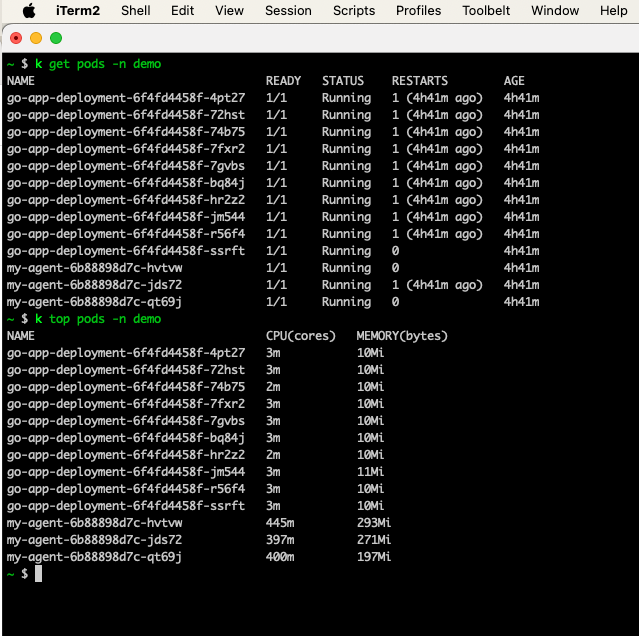 iTerm2 Shell Edit View Session Scripts Profiles Toolbelt Window Help
~ $ k get pods -n demo
NAME READY STATUS RESTARTS AGE
go-app-deployment-6f4fd4458f-4pt27 1/1 Running 1 (4h41m ago) 4h41m
go-app-deployment-6f4fd4458f-72hst 1/1 Running 1 (4h41m ago) 4h41m
go-app-deployment-6f4fd4458f-74b75 1/1 Running 1 (4h41m ago) 4h41m
go-app-deployment-6f4fd4458f-7fxr2 1/1 Running 1 (4h41m ago) 4h41m
go-app-deployment-6f4fd4458f-7gvbs 1/1 Running 1 (4h41m ago) 4h41m
go-app-deployment-6f4fd4458f-bq84j 1/1 Running 1 (4h41m ago) 4h41m
go-app-deployment-6f4fd4458f-hr2z2 1/1 Running 1 (4h41m ago) 4h41m
go-app-deployment-6f4fd4458f-jm544 1/1 Running 1 (4h41m ago) 4h41m
go-app-deployment-6f4fd4458f-r56f4 1/1 Running 1 (4h41m ago) 4h41m
go-app-deployment-6f4fd4458f-ssrft 1/1 Running 0 4h41m
my-agent-6b88898d7c-hvtvw 1/1 Running 0 4h41m
my-agent-6b88898d7c-jds72 1/1 Running 1 (4h41m ago) 4h41m
my-agent-6b88898d7c-qt69j 1/1 Running 0 4h41m
~ $ k top pods -n demo
NAME CPU(cores) MEMORY(bytes)
go-app-deployment-6f4fd4458f-4pt27 3m 10Mi
go-app-deployment-6f4fd4458f-72hst 3m 10Mi
go-app-deployment-6f4fd4458f-74b75 2m 10Mi
go-app-deployment-6f4fd4458f-7fxr2 3m 10Mi
go-app-deployment-6f4fd4458f-7gvbs 3m 10Mi
go-app-deployment-6f4fd4458f-bq84j 3m 10Mi
go-app-deployment-6f4fd4458f-hr2z2 2m 10Mi
go-app-deployment-6f4fd4458f-jm544 3m 11Mi
go-app-deployment-6f4fd4458f-r56f4 3m 10Mi
go-app-deployment-6f4fd4458f-ssrft 3m 10Mi
my-agent-6b88898d7c-hvtvw 445m 293Mi
my-agent-6b88898d7c-jds72 397m 271Mi
my-agent-6b88898d7c-qt69j 400m 197Mi
~ $